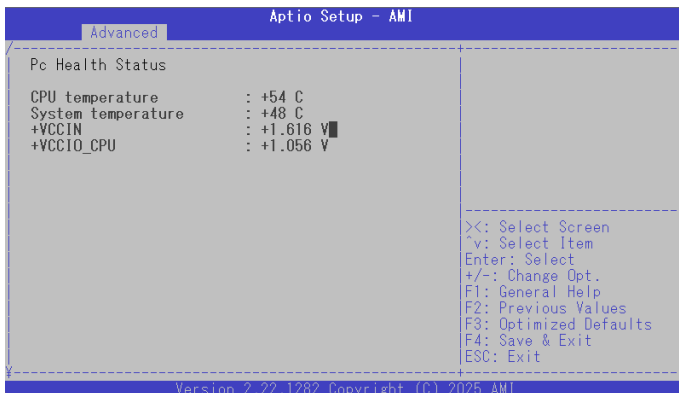 Aptio Setup - AMI
Advanced
Pc Health Status
CPU temperature : +54 C
System temperature : +48 C
+VCCIN : +1.616 V
+VCCIO_CPU : +1.056 V
><: Select Screen
^v: Select Item
Enter: Select
+/-: Change Opt.
F1: General Help
F2: Previous Values
F3: Optimized Defaults
F4: Save & Exit
ESC: Exit
Version 2.22.1282 Copyright (C) 2025 AMI